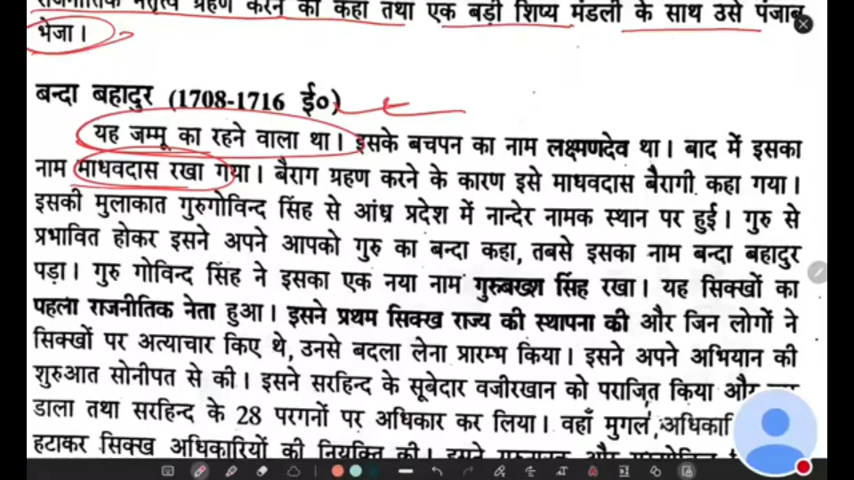 राजनीतिक नेतृत्व ग्रहण करने को कहा तथा एक बड़ी शिष्य मंडली के साथ उसे पंजाब
भेजा।
बन्दा बहादुर (1708-1716 ई०)
यह जम्मू का रहने वाला था। इसके बचपन का नाम लक्ष्मणदेव था। बाद में इसका
नाम माधवदास रखा गया। बैराग ग्रहण करने के कारण इसे माधवदास बैरागी कहा गया।
इसकी मुलाकात गुरुगोविन्द सिंह से आंध्र प्रदेश में नान्देर नामक स्थान पर हुई। गुरु से
प्रभावित होकर इसने अपने आपको गुरु का बन्दा कहा, तबसे इसका नाम बन्दा बहादुर
पड़ा। गुरु गोविन्द सिंह ने इसका एक नया नाम गुरुबख्श सिंह रखा। यह सिक्खों का
पहला राजनीतिक नेता हुआ। इसने प्रथम सिक्ख राज्य की स्थापना की और जिन लोगों ने
सिक्खों पर अत्याचार किए थे, उनसे बदला लेना प्रारम्भ किया। इसने अपने अभियान की
शुरुआत सोनीपत से की। इसने सरहिन्द के सूबेदार वजीरखान को पराजित किया और
डाला तथा सरहिन्द के 28 परगनों पर अधिकार कर लिया। वहाँ मुगल
हटाकर सिक्ख अधिकारियों की नियुक्ति की। इसने